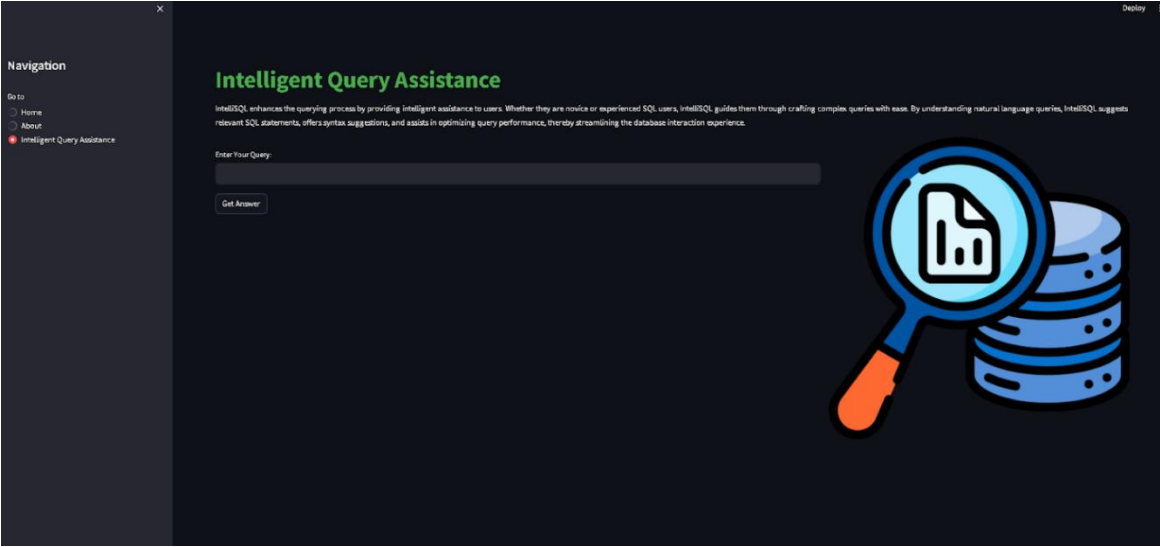 Deploy
Navigation
Go to
Home
About
Intelligent Query Assistance
Intelligent Query Assistance
IntelliSQL enhances the querying process by providing intelligent assistance to users. Whether they are novice or experienced SQL users, IntelliSQL guides them through crafting complex queries with ease. By understanding natural language queries, IntelliSQL suggests
relevant SQL statements, offers syntax suggestions, and assists in optimizing query performance, thereby streamlining the database interaction experience.
Enter Your Query:
Get Answer